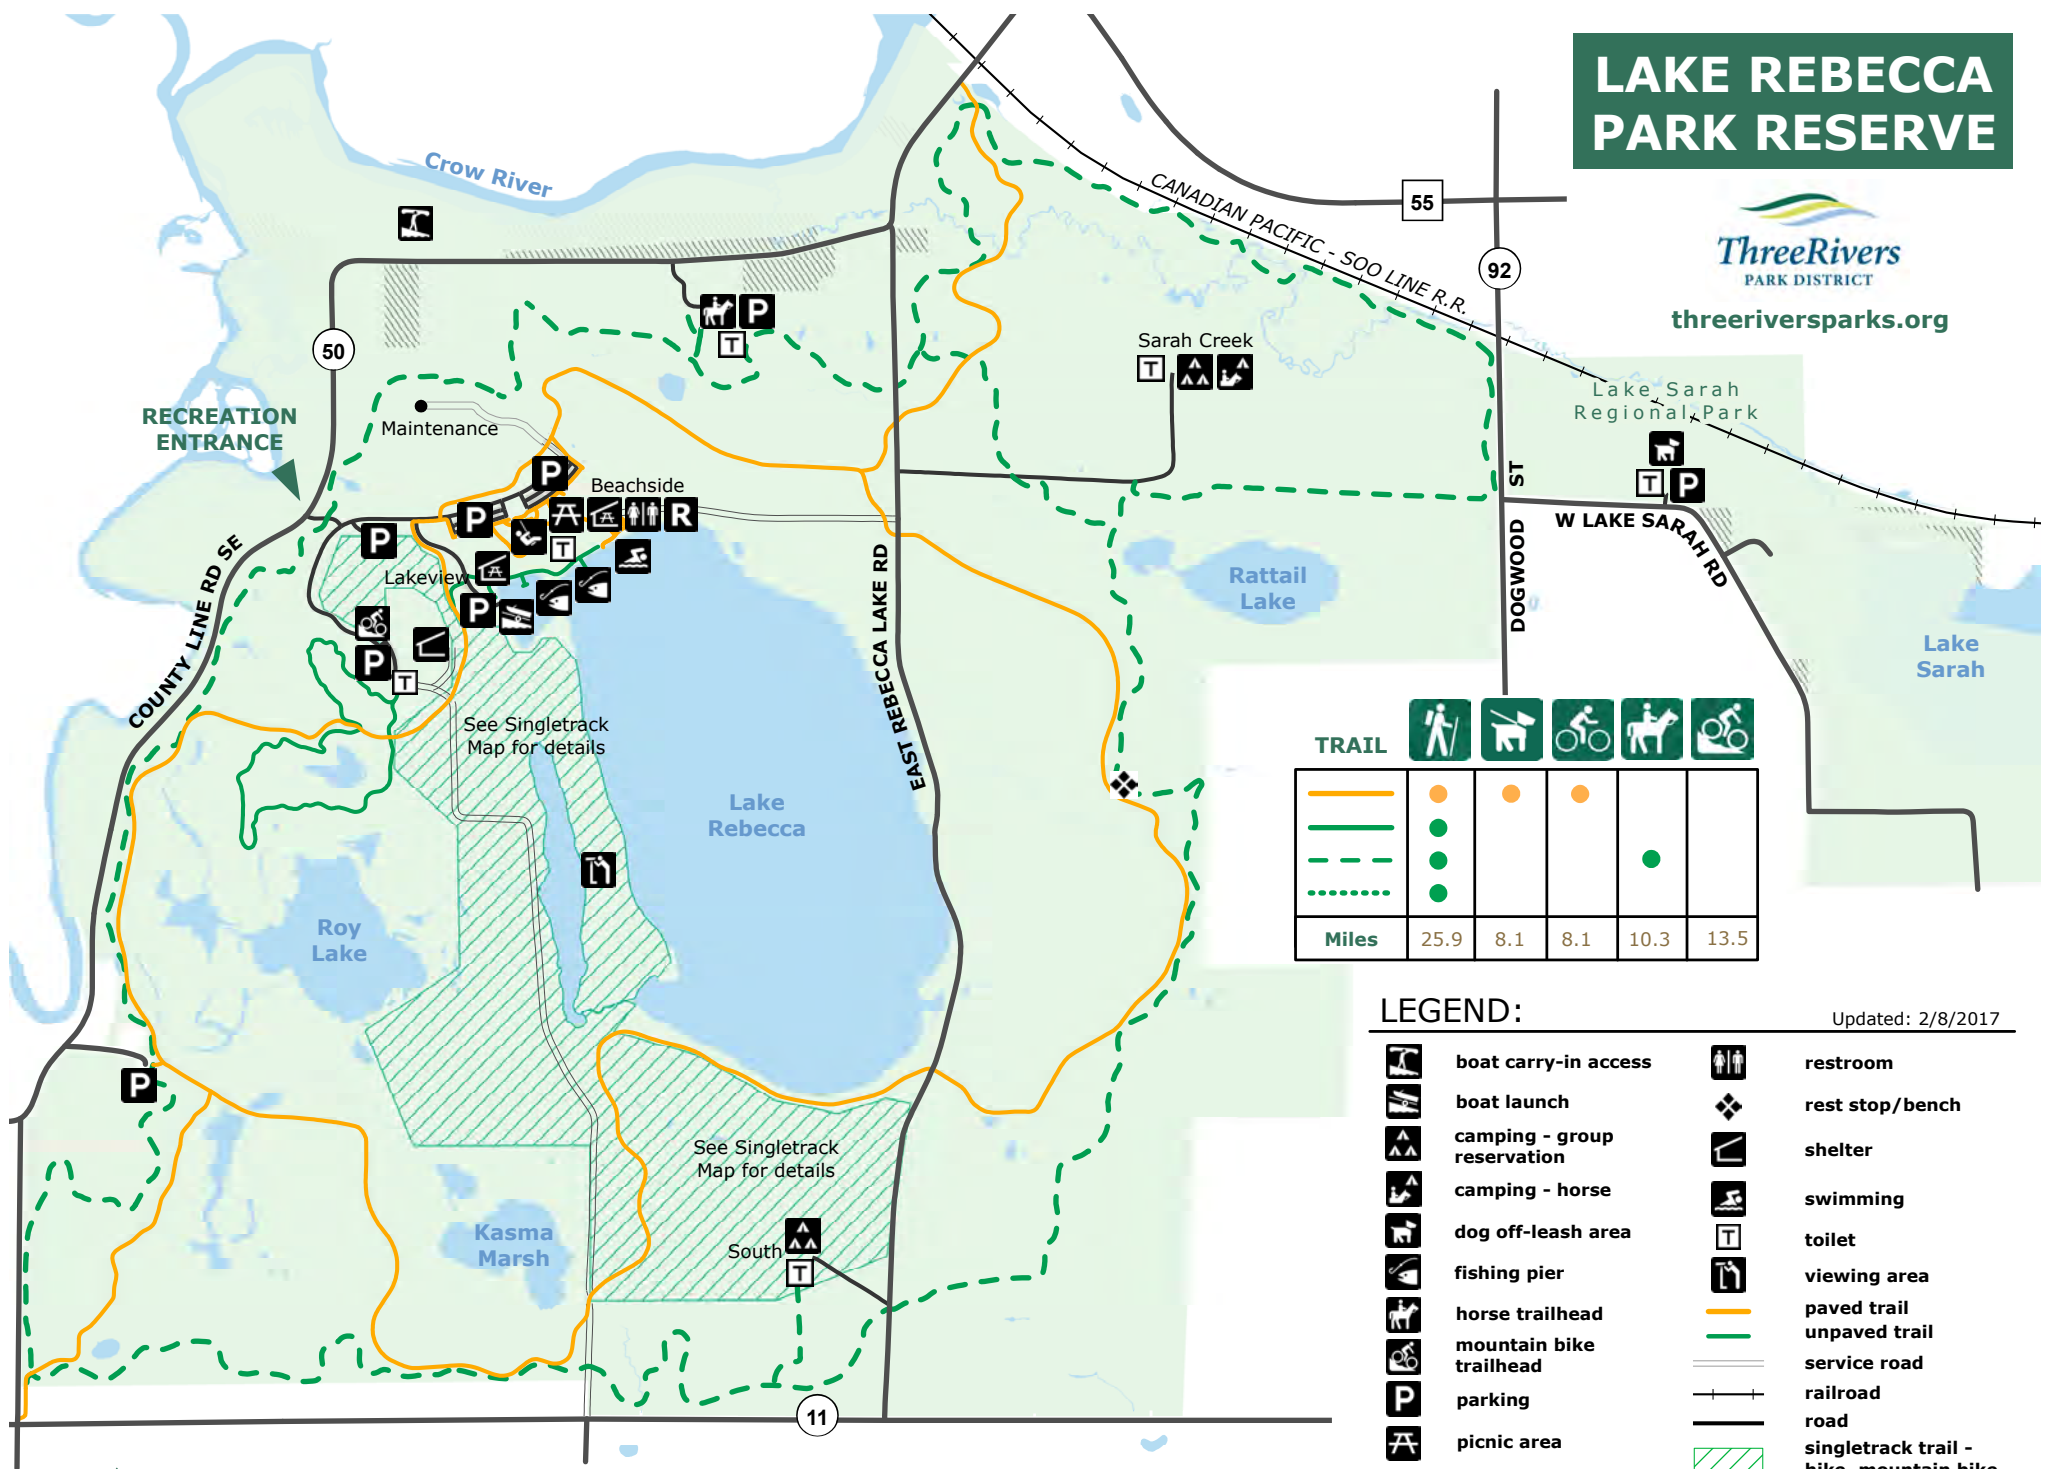 LAKE REBECCA
PARK RESERVE
ThreeRivers
PARK DISTRICT
threeriversparks.org
Crow River
CANADIAN PACIFIC - SOO LINE R.R.
55
92
50
RECREATION
ENTRANCE
Maintenance
Sarah Creek
T
Lake Sarah
Regional Park
T P
P
T
P
Beachside
P
R
P
T
Lakeview
P
P
T
COUNTY LINE RD SE
EAST REBECCA LAKE RD
DOGWOOD ST
W LAKE SARAH RD
Rattail
Lake
Lake
Sarah
See Singletrack
Map for details
Lake
Rebecca
Roy
Lake
P
See Singletrack
Map for details
Kasma
Marsh
South
T
11
TRAIL
Miles 25.9 8.1 8.1 10.3 13.5
LEGEND:
Updated: 2/8/2017
boat carry-in access
boat launch
camping - group
reservation
camping - horse
dog off-leash area
fishing pier
horse trailhead
mountain bike
trailhead
P parking
picnic area
restroom
rest stop/bench
shelter
swimming
T toilet
viewing area
paved trail
unpaved trail
service road
railroad
road
singletrack trail -
bike, mountain bike